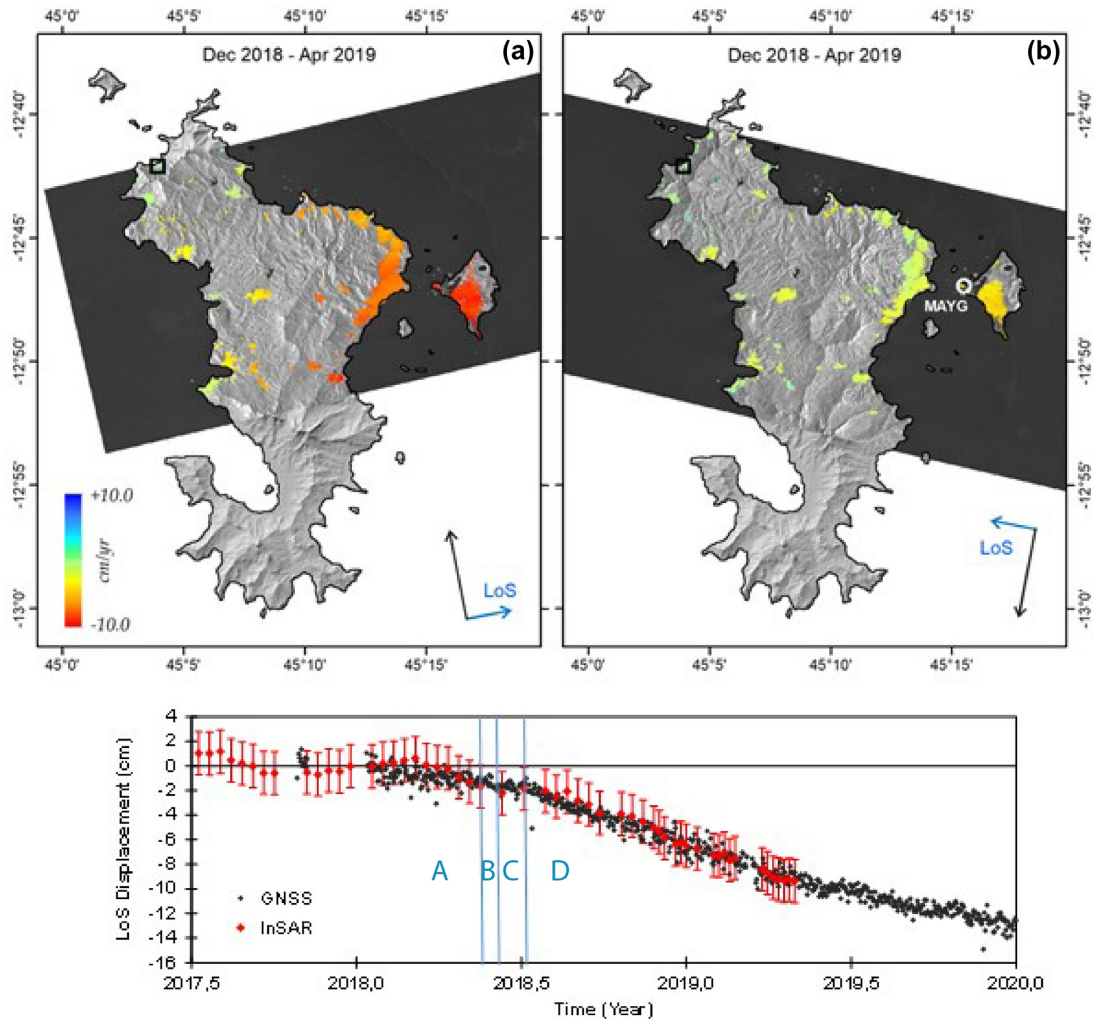 45°0' 45°5' 45°10' 45°15' 45°0' 45°5' 45°10' 45°15'
Dec 2018 - Apr 2019 (a)
Dec 2018 - Apr 2019 (b)
-12°40'
-12°45'
-12°50'
-12°55'
-13°0'
MAYG
+10.0
cm/yr
-10.0
LoS
LoS
-12°40'
-12°45'
-12°50'
-12°55'
-13°0'
45°0' 45°5' 45°10' 45°15' 45°0' 45°5' 45°10' 45°15'
LoS Displacement (cm)
4
2
0
-2
-4
-6
-8
-10
-12
-14
-16
A B C D
GNSS
InSAR
2017,5 2018,0 2018,5 2019,0 2019,5 2020,0
Time (Year)